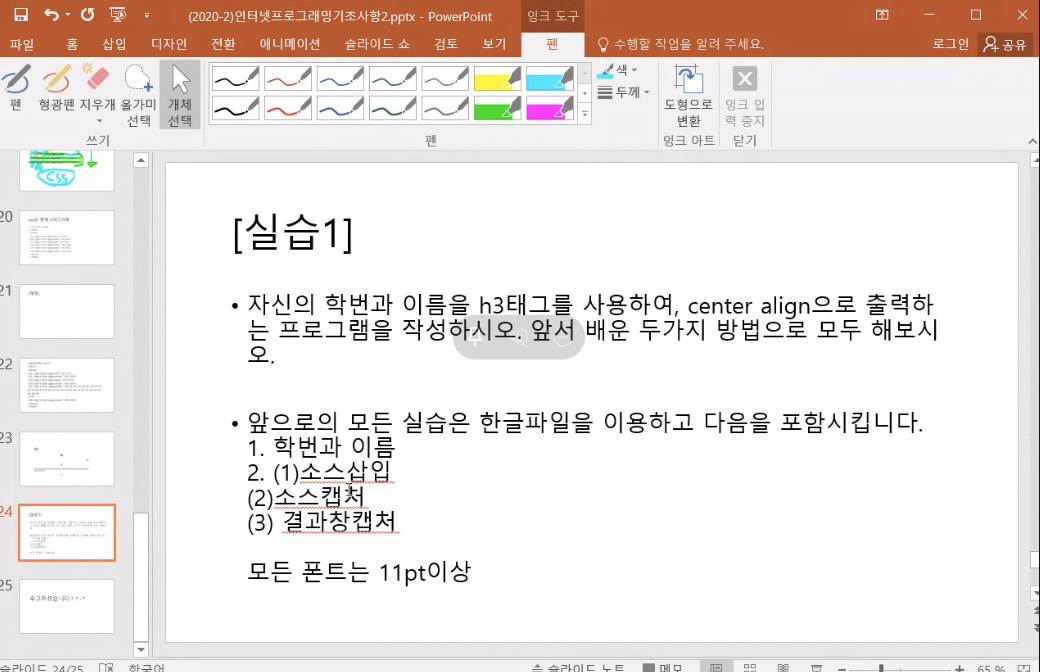 (2020-2)인터넷프로그래밍기초사항2.pptx - PowerPoint
잉크 도구
파일 홈 삽입 디자인 전환 애니메이션 슬라이드 쇼 검토 보기 펜 수행할 작업을 알려 주세요. 로그인 공유
펜 형광펜 지우개 올가미 선택 개체 선택
색
두께
도형으로 변환
잉크 입력 중지
쓰기 펜 잉크 아트 닫기
CSS
20
21
22
23
24
25
수고하셨습니다 ! ^-^
[실습1]
• 자신의 학번과 이름을 h3태그를 사용하여, center align으로 출력하
는 프로그램을 작성하시오. 앞서 배운 두가지 방법으로 모두 해보시
오.
• 앞으로의 모든 실습은 한글파일을 이용하고 다음을 포함시킵니다.
1. 학번과 이름
2. (1)소스삽입
(2)소스캡처
(3) 결과창캡처
모든 폰트는 11pt이상
슬라이드 24/25 한국어 슬라이드 노트 메모 65 %